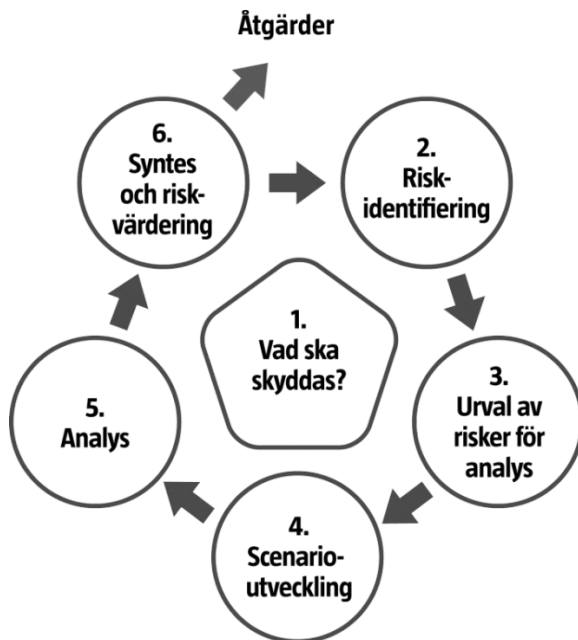 Åtgärder
1.
Vad ska
skyddas?
2.
Risk-
identifiering
3.
Urval av
risker för
analys
4.
Scenario-
utveckling
5.
Analys
6.
Syntes
och risk-
värdering